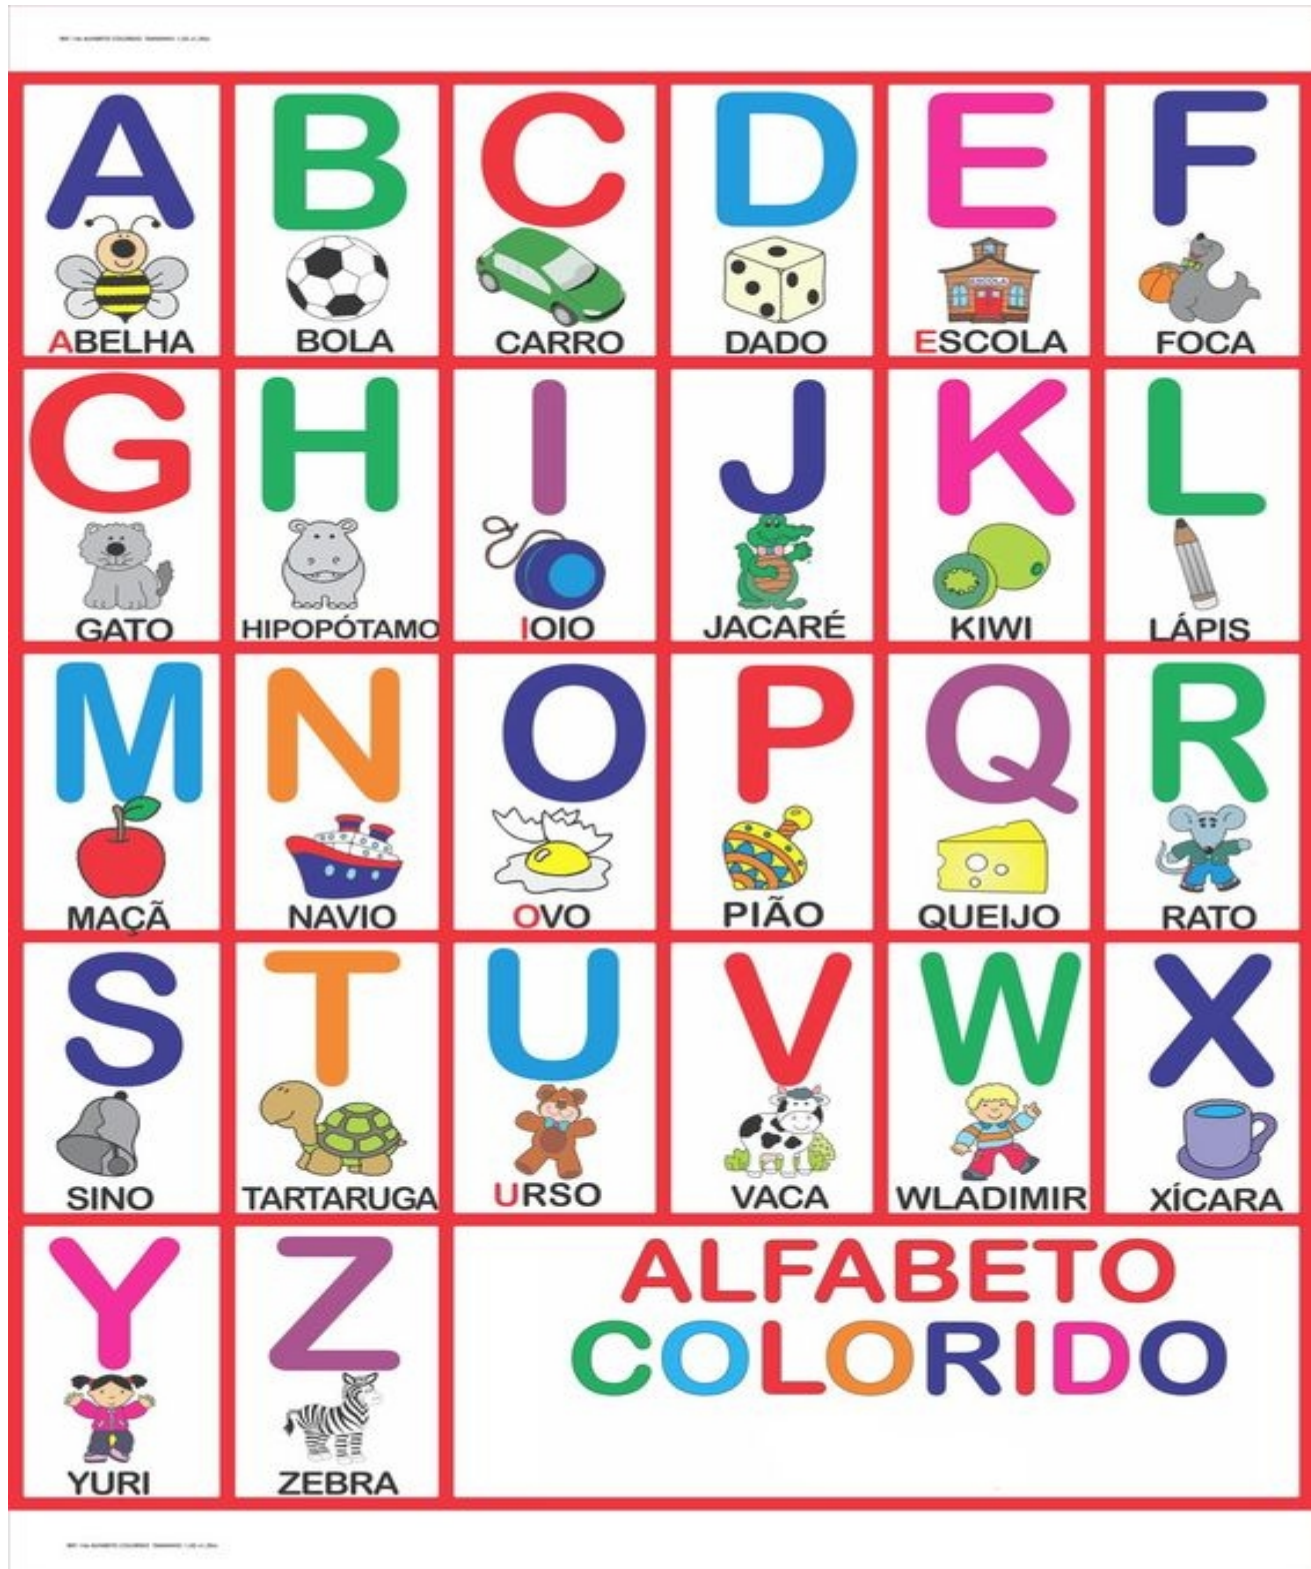 A B C D E F
ESCOLA
ABELHA BOLA CARRO DADO ESCOLA FOCA
G H I J K L
GATO HIPOPÓTAMO IOIO JACARÉ KIWI LÁPIS
M N O P Q R
MAÇÃ NAVIO OVO PIÃO QUEIJO RATO
S T U V W X
SINO TARTARUGA URSO VACA WLADIMIR XÍCARA
Y Z
YURI ZEBRA
ALFABETO
COLORIDO